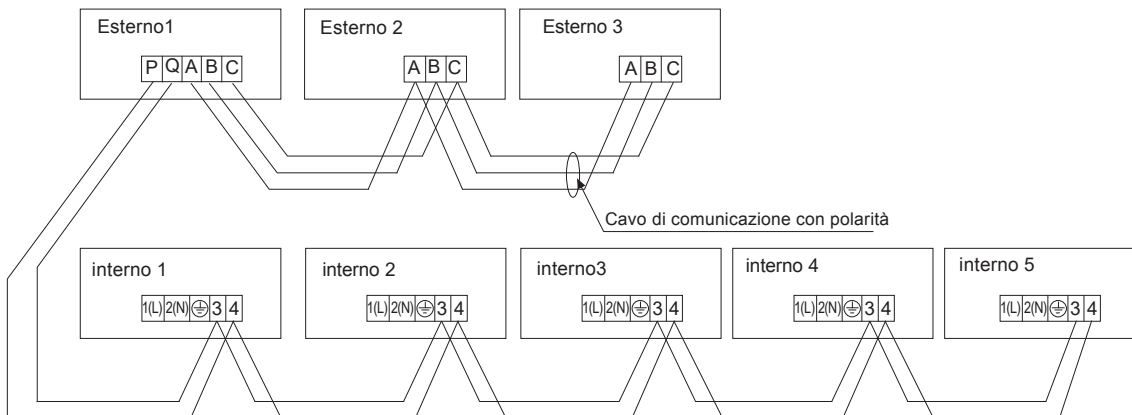 Esterno1
Esterno 2
Esterno 3
P Q A B C
A B C
A B C
Cavo di comunicazione con polarità
interno 1
interno 2
interno3
interno 4
interno 5
1(L) 2(N) 3 4
1(L) 2(N) 3 4
1(L) 2(N) 3 4
1(L) 2(N) 3 4
1(L) 2(N) 3 4